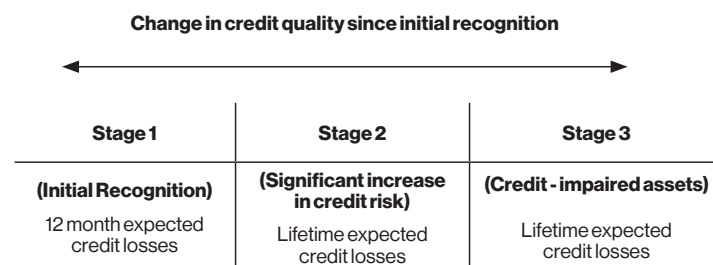 Change in credit quality since initial recognition
Stage 1
Stage 2
Stage 3
(Initial Recognition)
12 month expected
credit losses
(Significant increase
in credit risk)
Lifetime expected
credit losses
(Credit - impaired assets)
Lifetime expected
credit losses